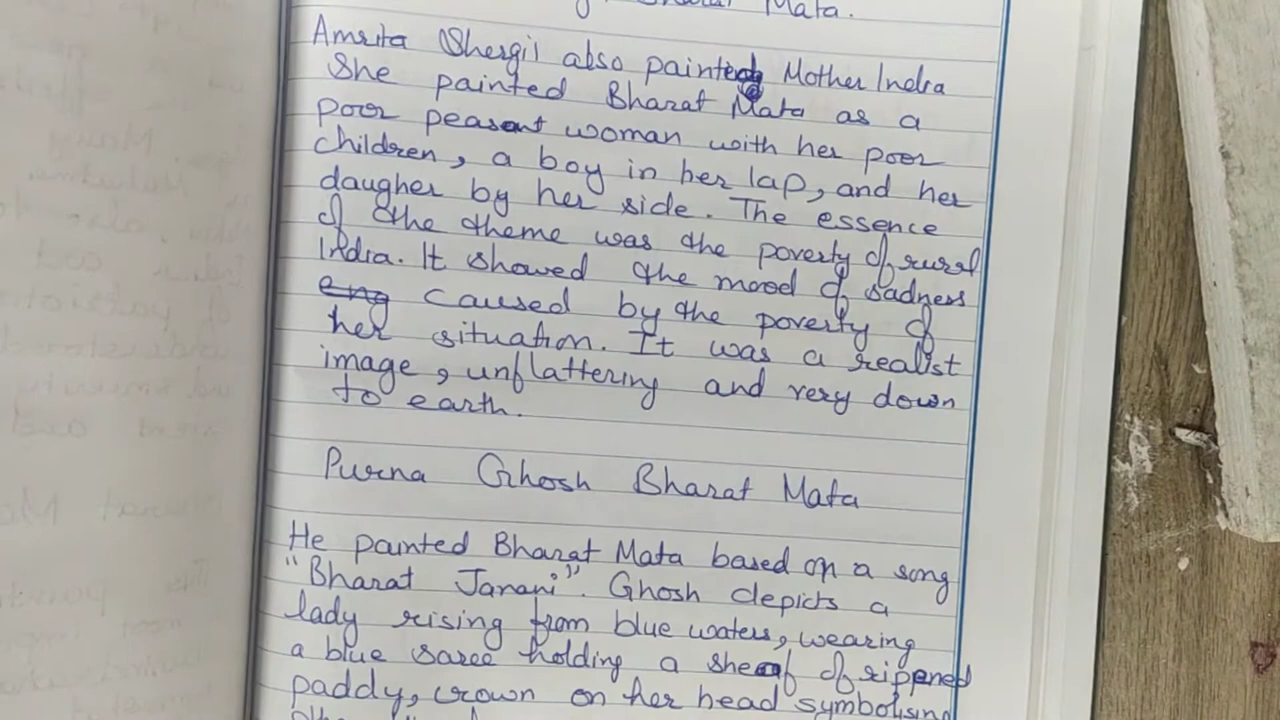 Mata.
Amrita Shergil also painted Mother India
She painted Bharat Mata as a
poor peasant woman with her poor
children, a boy in her lap, and her
daugher by her side. The essence
of the theme was the poverty of rural
India. It showed the mood of sadness
eng caused by the poverty of
her situation. It was a realist
image, unflattering and very down
to earth.
Purna Ghosh Bharat Mata
He painted Bharat Mata based on a song
"Bharat Janani". Ghosh depicts a
lady rising from blue waters, wearing
a blue saree holding a sheaf of rippened
paddy, crown on her head symbolising